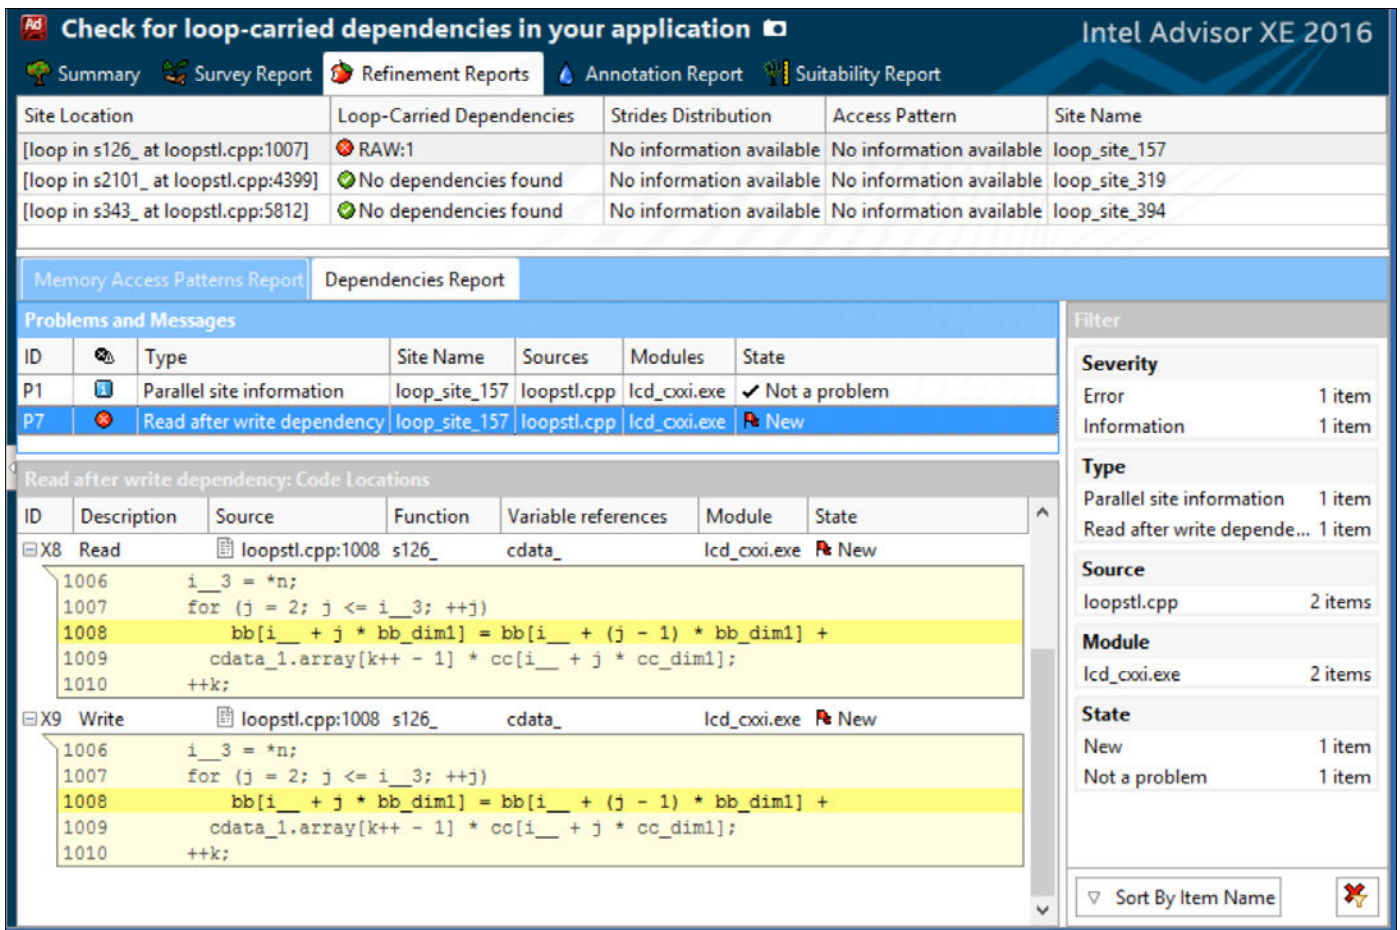 Ad Check for loop-carried dependencies in your application Intel Advisor XE 2016
Summary Survey Report Refinement Reports Annotation Report Suitability Report
Site Location Loop-Carried Dependencies Strides Distribution Access Pattern Site Name
[loop in s126_ at loopstl.cpp:1007] RAW:1 No information available No information available loop_site_157
[loop in s2101_ at loopstl.cpp:4399] No dependencies found No information available No information available loop_site_319
[loop in s343_ at loopstl.cpp:5812] No dependencies found No information available No information available loop_site_394
Memory Access Patterns Report Dependencies Report
Problems and Messages
ID Type Site Name Sources Modules State
P1 Parallel site information loop_site_157 loopstl.cpp lcd_cxxi.exe Not a problem
P7 Read after write dependency loop_site_157 loopstl.cpp lcd_cxxi.exe New
Read after write dependency: Code Locations
ID Description Source Function Variable references Module State
X8 Read loopstl.cpp:1008 s126_ cdata_ lcd_cxxi.exe New
1006 i__3 = *n;
1007 for (j = 2; j <= i__3; ++j)
1008 bb[i__ + j * bb_dim1] = bb[i__ + (j - 1) * bb_dim1] +
1009 cdata_1.array[k++ - 1] * cc[i__ + j * cc_dim1];
1010 ++k;
X9 Write loopstl.cpp:1008 s126_ cdata_ lcd_cxxi.exe New
1006 i__3 = *n;
1007 for (j = 2; j <= i__3; ++j)
1008 bb[i__ + j * bb_dim1] = bb[i__ + (j - 1) * bb_dim1] +
1009 cdata_1.array[k++ - 1] * cc[i__ + j * cc_dim1];
1010 ++k;
Filter
Severity
Error 1 item
Information 1 item
Type
Parallel site information 1 item
Read after write depende... 1 item
Source
loopstl.cpp 2 items
Module
lcd_cxxi.exe 2 items
State
New 1 item
Not a problem 1 item
Sort By Item Name